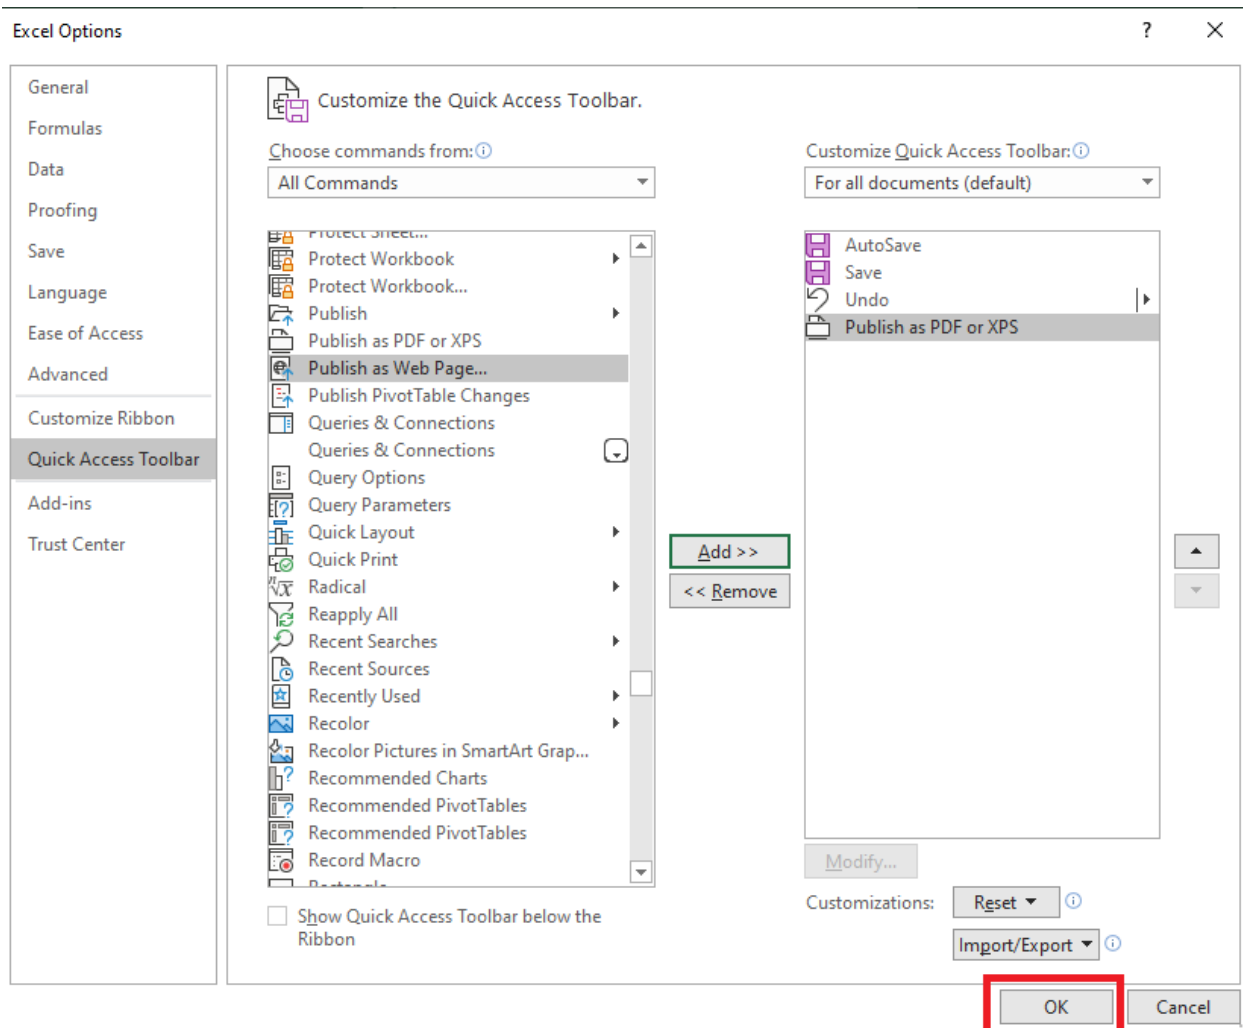 Excel Options
?
General
Formulas
Data
Proofing
Save
Language
Ease of Access
Advanced
Customize Ribbon
Quick Access Toolbar
Add-ins
Trust Center
Customize the Quick Access Toolbar.
Choose commands from:
All Commands
Protect Sheet...
Protect Workbook
Protect Workbook...
Publish
Publish as PDF or XPS
Publish as Web Page...
Publish PivotTable Changes
Queries & Connections
Queries & Connections
Query Options
Query Parameters
Quick Layout
Quick Print
Radical
Reapply All
Recent Searches
Recent Sources
Recently Used
Recolor
Recolor Pictures in SmartArt Grap...
Recommended Charts
Recommended PivotTables
Recommended PivotTables
Record Macro
Rectangle
Show Quick Access Toolbar below the
Ribbon
Add >>
<< Remove
Customize Quick Access Toolbar:
For all documents (default)
AutoSave
Save
Undo
Publish as PDF or XPS
Modify...
Customizations:
Reset
Import/Export
OK
Cancel